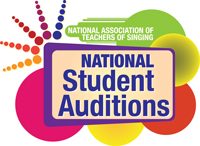 NATIONAL ASSOCIATION OF
TEACHERS OF SINGING
NATIONAL
Student
Auditions